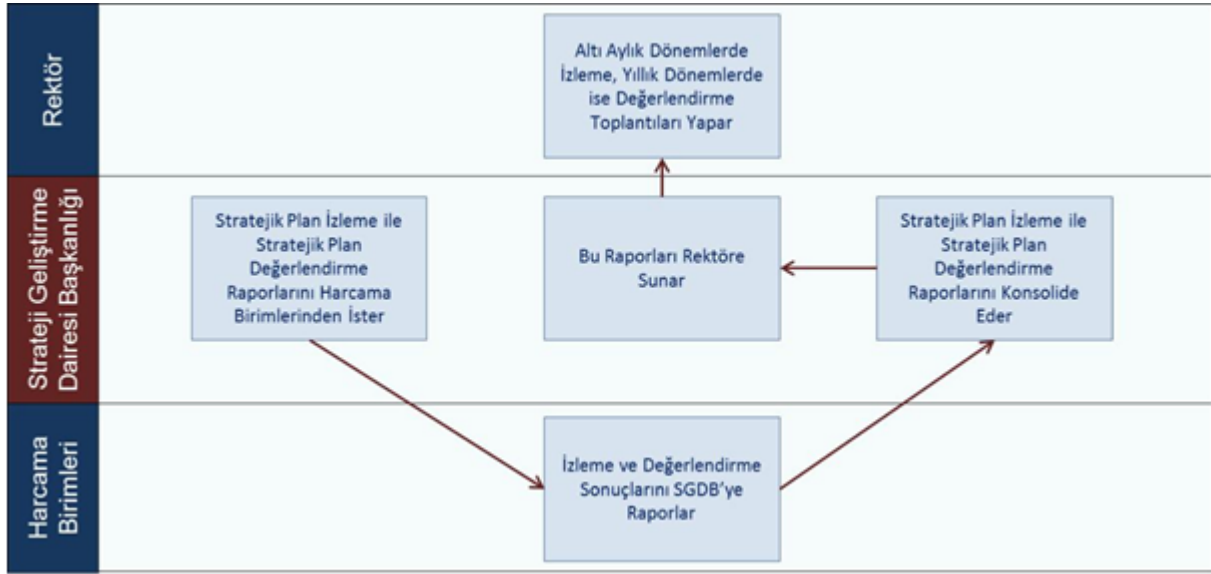 Rektör
Altı Aylık Dönemlerde
İzleme, Yıllık Dönemlerde
ise Değerlendirme
Toplantıları Yapar
Strateji Geliştirme
Dairesi Başkanlığı
Stratejik Plan İzleme ile
Stratejik Plan
Değerlendirme
Raporlarını Harcama
Birimlerinden İster
Bu Raporları Rektöre
Sunar
Stratejik Plan İzleme ile
Stratejik Plan
Değerlendirme
Raporlarını Konsolide
Eder
Harcama
Birimleri
İzleme ve Değerlendirme
Sonuçlarını SGDB'ye
Raporlar